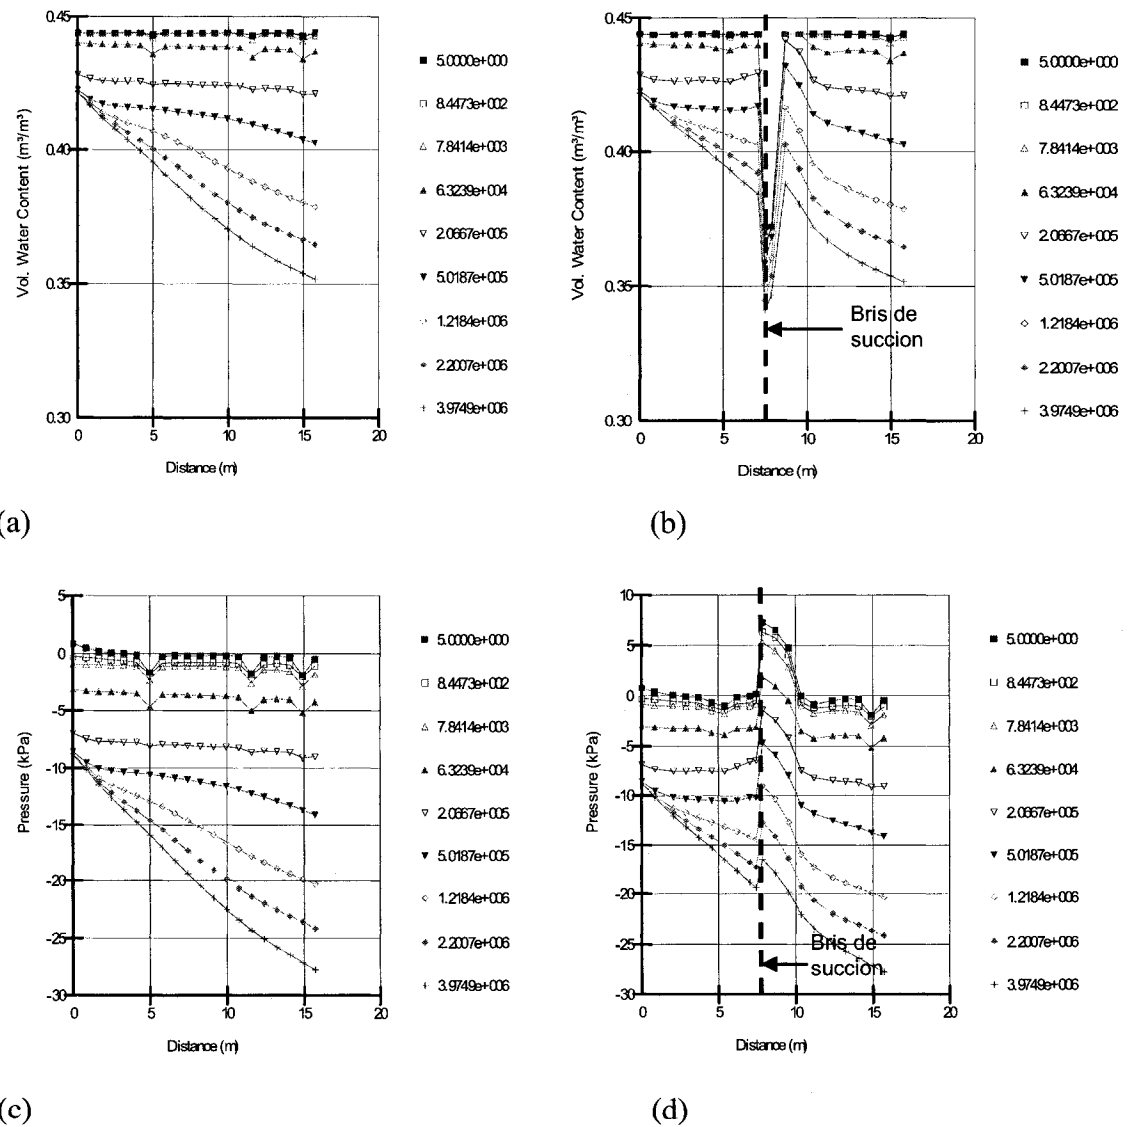 0.45
0.40
0.35
0.30
Vol. Water Content (m³/m³)
0 5 10 15 20
Distance (m)
5.0000e+000
8.4473e+002
7.8414e+003
6.3239e+004
2.0667e+005
5.0187e+005
1.2184e+006
2.2007e+006
3.9749e+006
(a)
0.45
0.40
0.35
0.30
Vol. Water Content (m³/m³)
0 5 10 15 20
Distance (m)
Bris de
succion
5.0000e+000
8.4473e+002
7.8414e+003
6.3239e+004
2.0667e+005
5.0187e+005
1.2184e+006
2.2007e+006
3.9749e+006
(b)
5
0
-5
-10
-15
-20
-25
-30
Pressure (kPa)
0 5 10 15 20
Distance (m)
5.0000e+000
8.4473e+002
7.8414e+003
6.3239e+004
2.0667e+005
5.0187e+005
1.2184e+006
2.2007e+006
3.9749e+006
(c)
10
5
0
-5
-10
-15
-20
-25
-30
Pressure (kPa)
0 5 10 15 20
Distance (m)
Bris de
succion
5.0000e+000
8.4473e+002
7.8414e+003
6.3239e+004
2.0667e+005
5.0187e+005
1.2184e+006
2.2007e+006
3.9749e+006
(d)